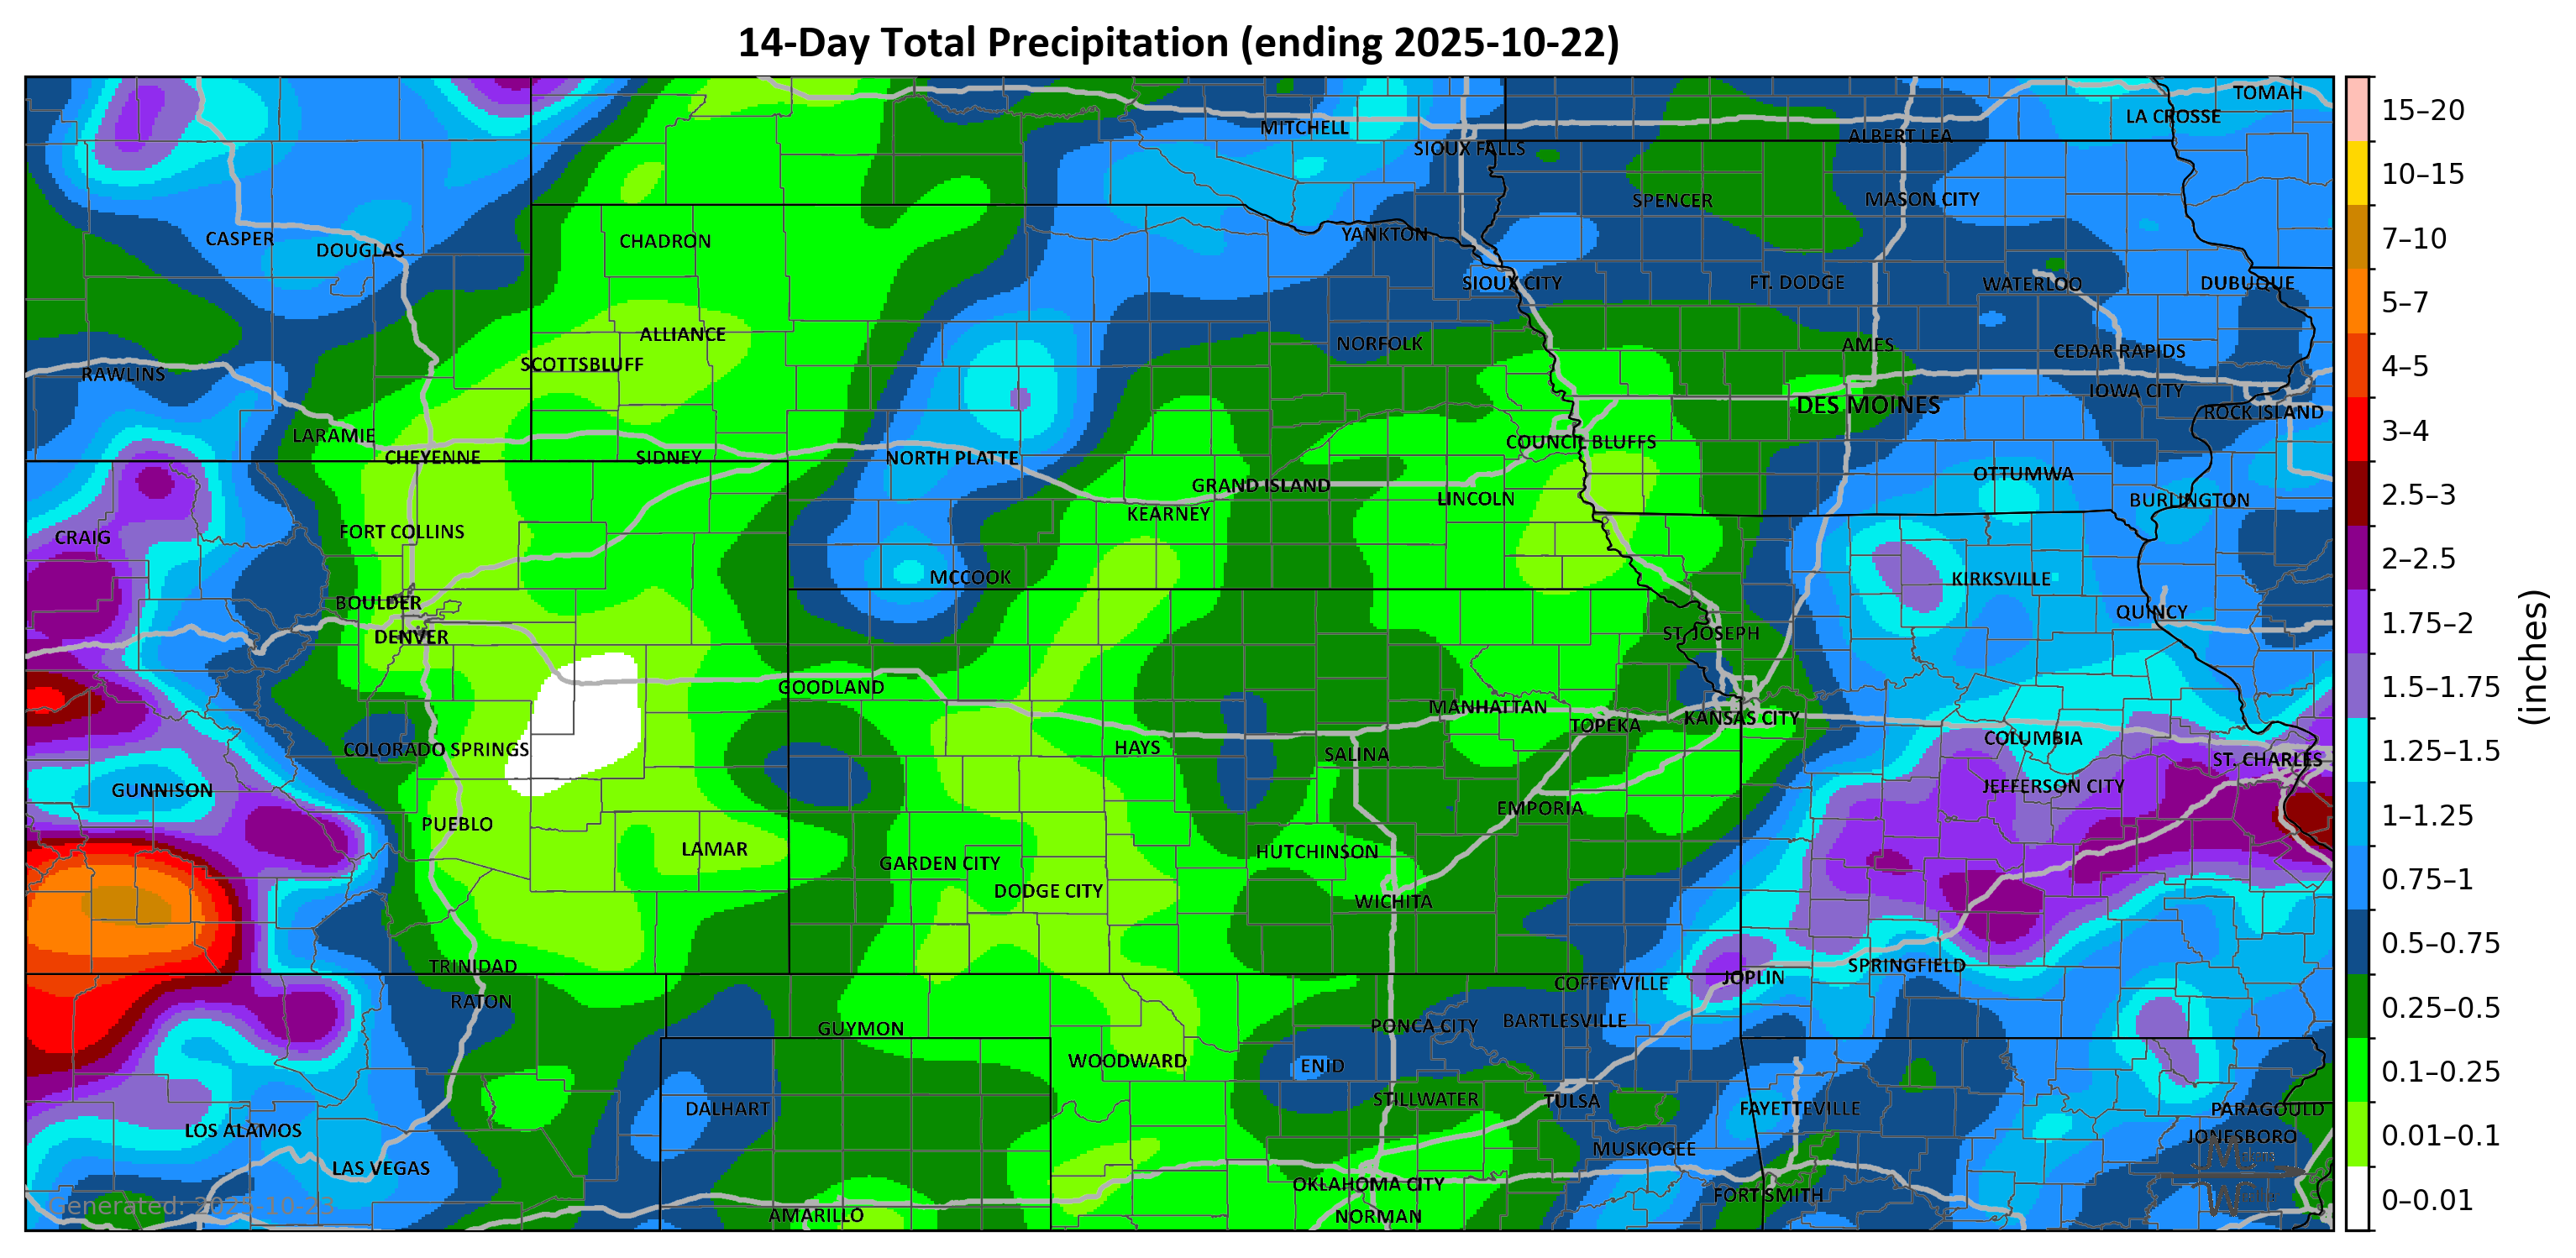 14-Day Total Precipitation (ending 2025-10-22)
TOMAH
LA CROSSE
MITCHELL
ALBERT LEA
SIOUX FALLS
SPENCER
MASON CITY
YANKTON
CASPER
CHADRON
DOUGLAS
SIOUX CITY
FT. DODGE
WATERLOO
DUBUQUE
ALLIANCE
NORFOLK
AMES
CEDAR RAPIDS
SCOTTSBLUFF
RAWLINS
IOWA CITY
DES MOINES
ROCK ISLAND
LARAMIE
COUNCIL BLUFFS
CHEYENNE
SIDNEY
NORTH PLATTE
OTTUMWA
GRAND ISLAND
LINCOLN
BURLINGTON
KEARNEY
FORT COLLINS
CRAIG
MCCOOK
KIRKSVILLE
BOULDER
QUINCY
DENVER
ST. JOSEPH
GOODLAND
MANHATTAN
KANSAS CITY
TOPEKA
COLUMBIA
COLORADO SPRINGS
HAYS
SALINA
ST. CHARLES
GUNNISON
JEFFERSON CITY
EMPORIA
PUEBLO
LAMAR
HUTCHINSON
GARDEN CITY
DODGE CITY
WICHITA
TRINIDAD
SPRINGFIELD
JOPLIN
COFFEYVILLE
RATON
BARTLESVILLE
PONCA CITY
GUYMON
WOODWARD
ENID
STILLWATER
TULSA
DALHART
FAYETTEVILLE
PARAGOULD
LOS ALAMOS
JONESBORO
MUSKOGEE
LAS VEGAS
OKLAHOMA CITY
FORT SMITH
AMARILLO
NORMAN
Generated: 2025-10-23
15–20
10–15
7–10
5–7
4–5
3–4
2.5–3
2–2.5
1.75–2
1.5–1.75
1.25–1.5
1–1.25
0.75–1
0.5–0.75
0.25–0.5
0.1–0.25
0.01–0.1
0–0.01
(inches)